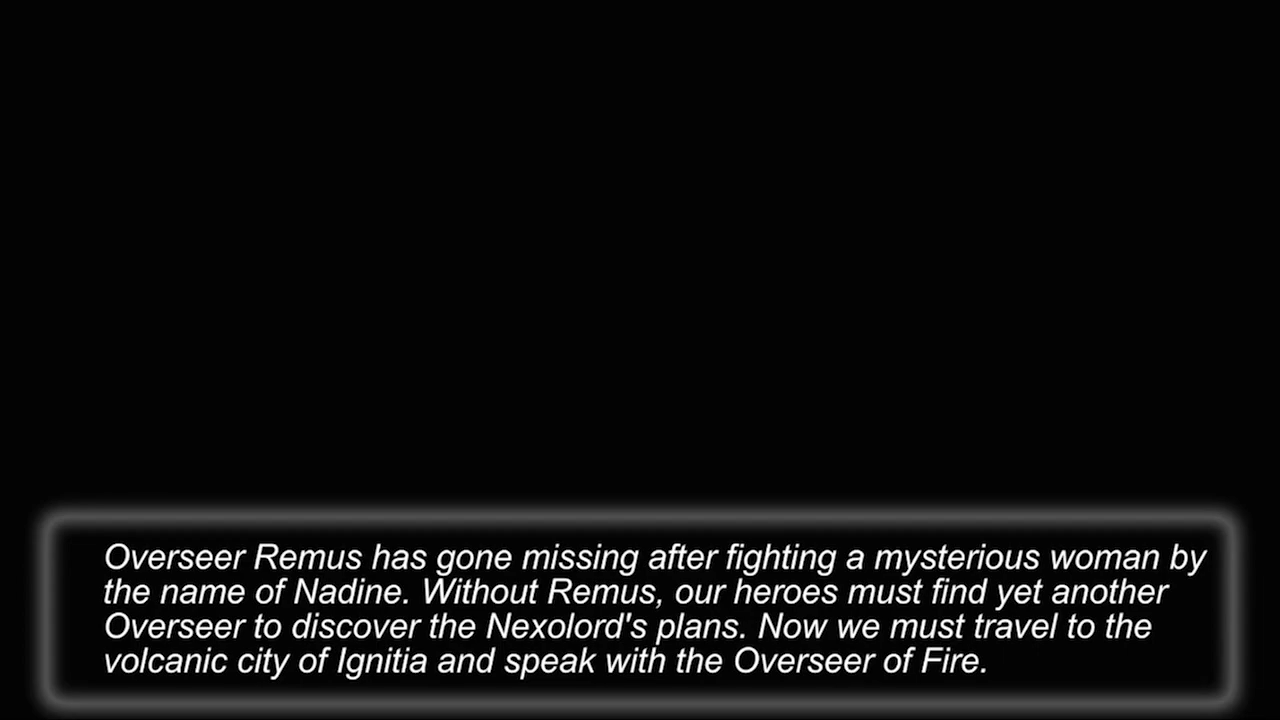 Overseer Remus has gone missing after fighting a mysterious woman by
the name of Nadine. Without Remus, our heroes must find yet another
Overseer to discover the Nexolord's plans. Now we must travel to the
volcanic city of Ignitia and speak with the Overseer of Fire.